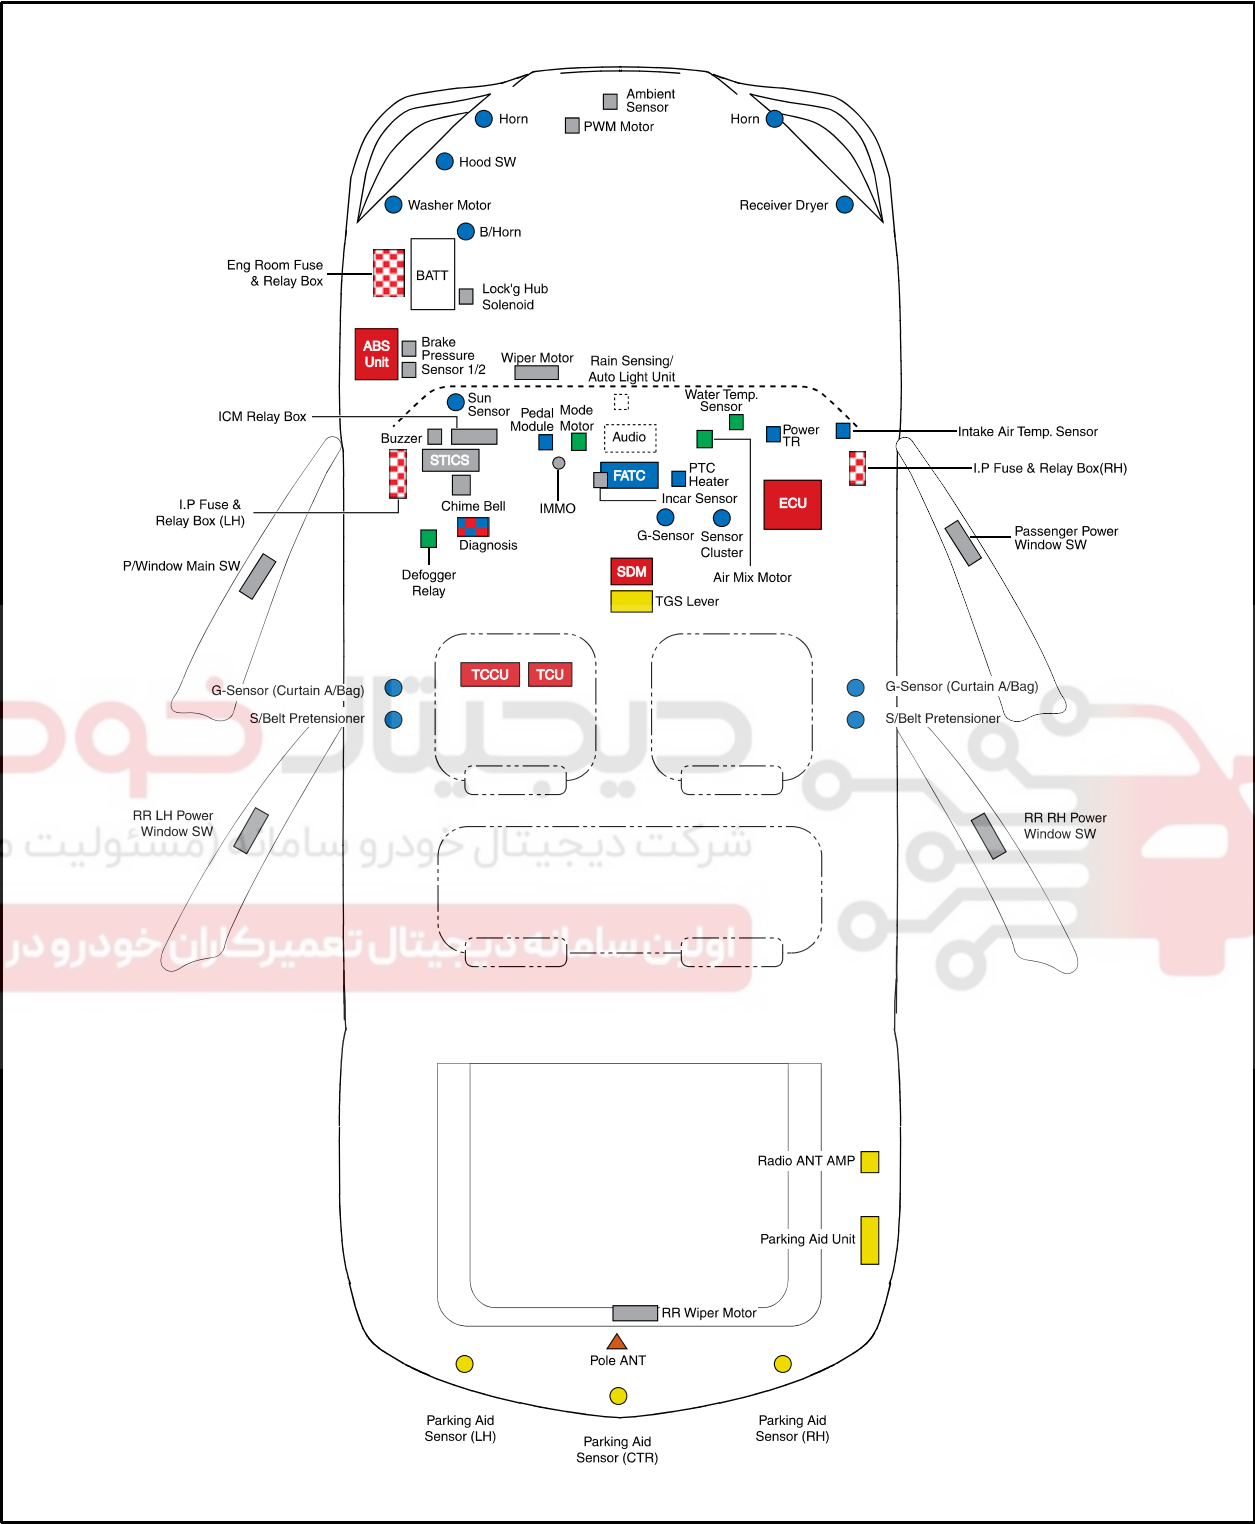 Ambient
Sensor
Horn
PWM Motor
Horn
Hood SW
Washer Motor
Receiver Dryer
B/Horn
Eng Room Fuse
& Relay Box
BATT
Lock'g Hub
Solenoid
ABS
Unit
Brake
Pressure
Sensor 1/2
Wiper Motor
Rain Sensing/
Auto Light Unit
Sun
Sensor
Water Temp.
Sensor
ICM Relay Box
Pedal
Module
Mode
Motor
Buzzer
Audio
Power
TR
Intake Air Temp. Sensor
STICS
FATC
PTC
Heater
I.P Fuse & Relay Box(RH)
Chime Bell
IMMO
Incar Sensor
ECU
I.P Fuse &
Relay Box (LH)
G-Sensor
Sensor
Cluster
Diagnosis
Passenger Power
Window SW
P/Window Main SW
Defogger
Relay
SDM
Air Mix Motor
TGS Lever
TCCU
TCU
G-Sensor (Curtain A/Bag)
G-Sensor (Curtain A/Bag)
S/Belt Pretensioner
S/Belt Pretensioner
دیجیتال خود
RR LH Power
Window SW
RR RH Power
Window SW
شرکت دیجیتال خودرو سامانه (مسئولیت م
اولین سامانه دیجیتال تعمیرکاران خودرو در
Radio ANT AMP
Parking Aid Unit
RR Wiper Motor
Pole ANT
Parking Aid
Sensor (LH)
Parking Aid
Sensor (CTR)
Parking Aid
Sensor (RH)